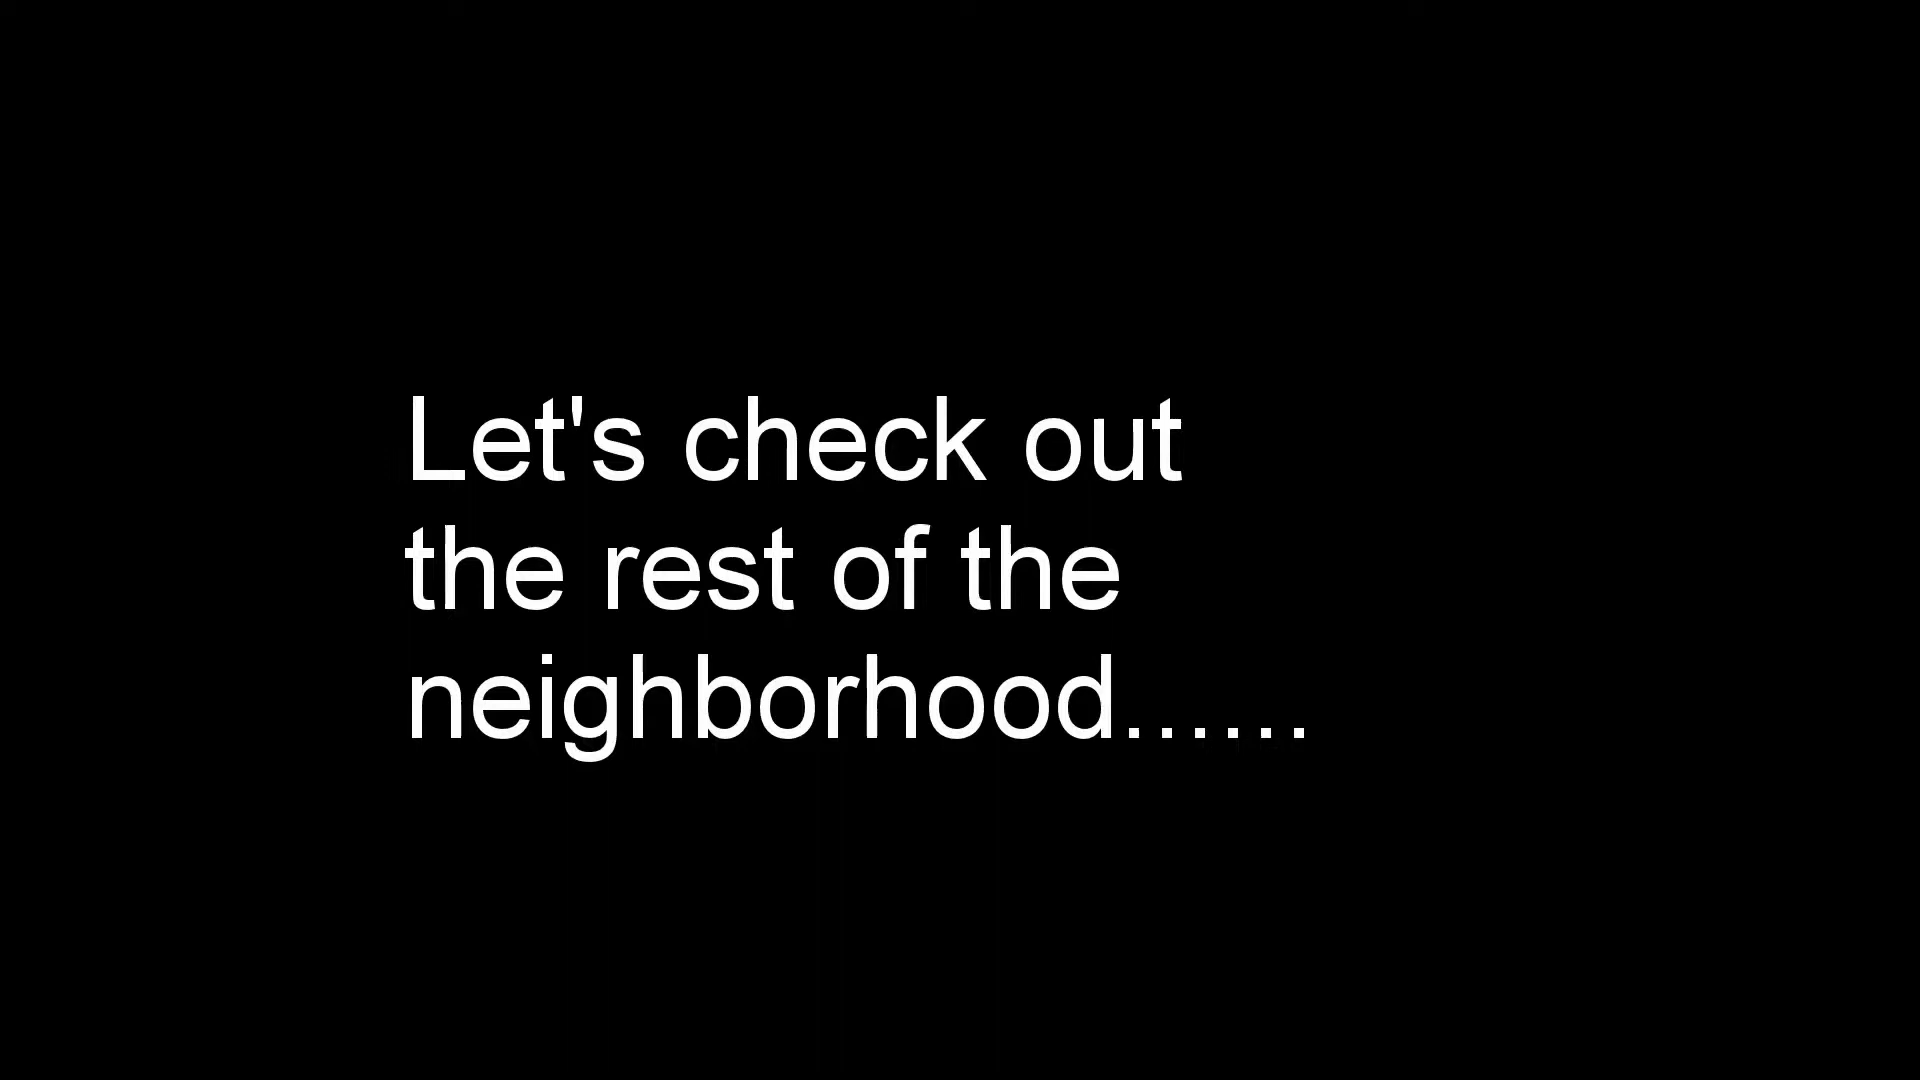 Let's check out
the rest of the
neighborhood......